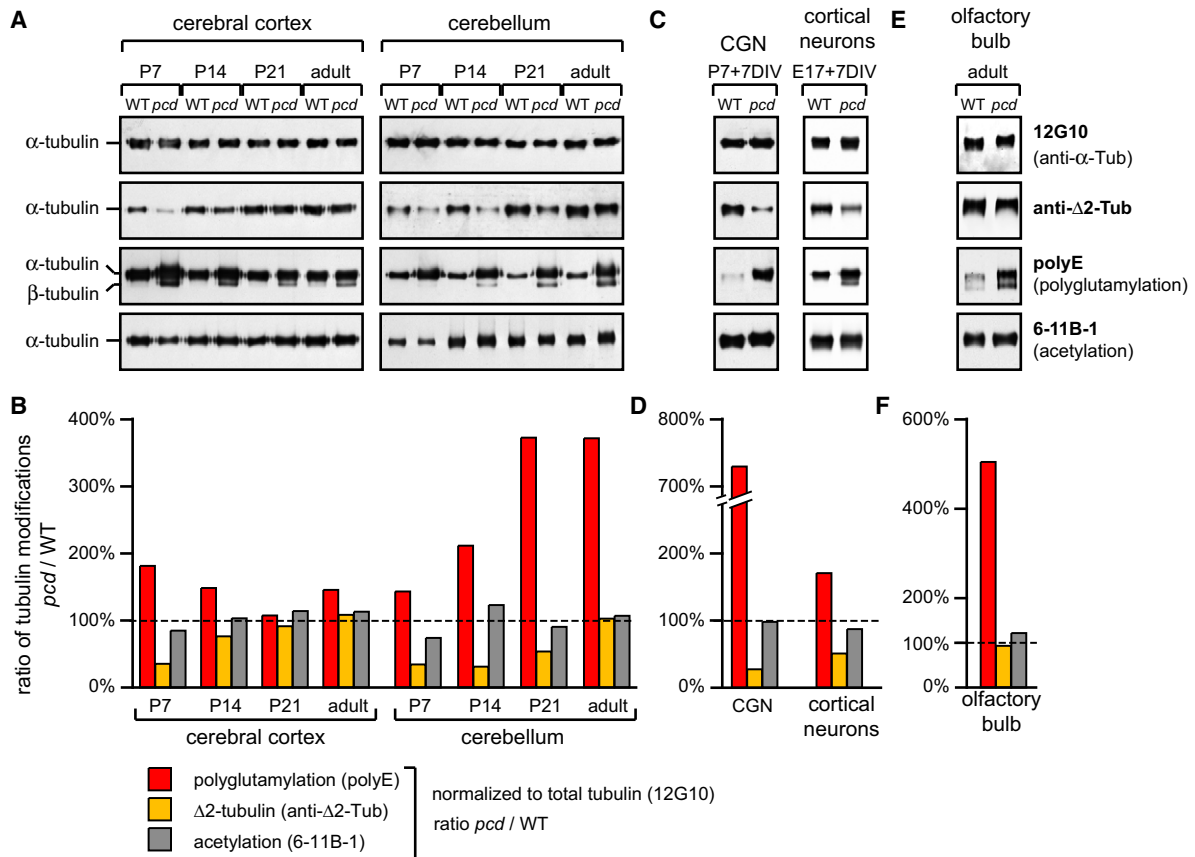 A
cerebral cortex
cerebellum
P7 P14 P21 adult
P7 P14 P21 adult
WT pcd WT pcd WT pcd WT pcd
WT pcd WT pcd WT pcd WT pcd
α-tubulin
α-tubulin
α-tubulin
β-tubulin
α-tubulin
C
CGN
P7+7DIV
WT pcd
cortical
neurons
E17+7DIV
WT pcd
E
olfactory
bulb
adult
WT pcd
12G10
(anti-α-Tub)
anti-Δ2-Tub
polyE
(polyglutamylation)
6-11B-1
(acetylation)
B
ratio of tubulin modifications
pcd / WT
400%
300%
200%
100%
0%
P7 P14 P21 adult
P7 P14 P21 adult
cerebral cortex
cerebellum
D
800%
700%
200%
100%
0%
CGN
cortical
neurons
F
600%
400%
200%
100%
0%
olfactory
bulb
polyglutamylation (polyE)
Δ2-tubulin (anti-Δ2-Tub)
acetylation (6-11B-1)
normalized to total tubulin (12G10)
ratio pcd / WT